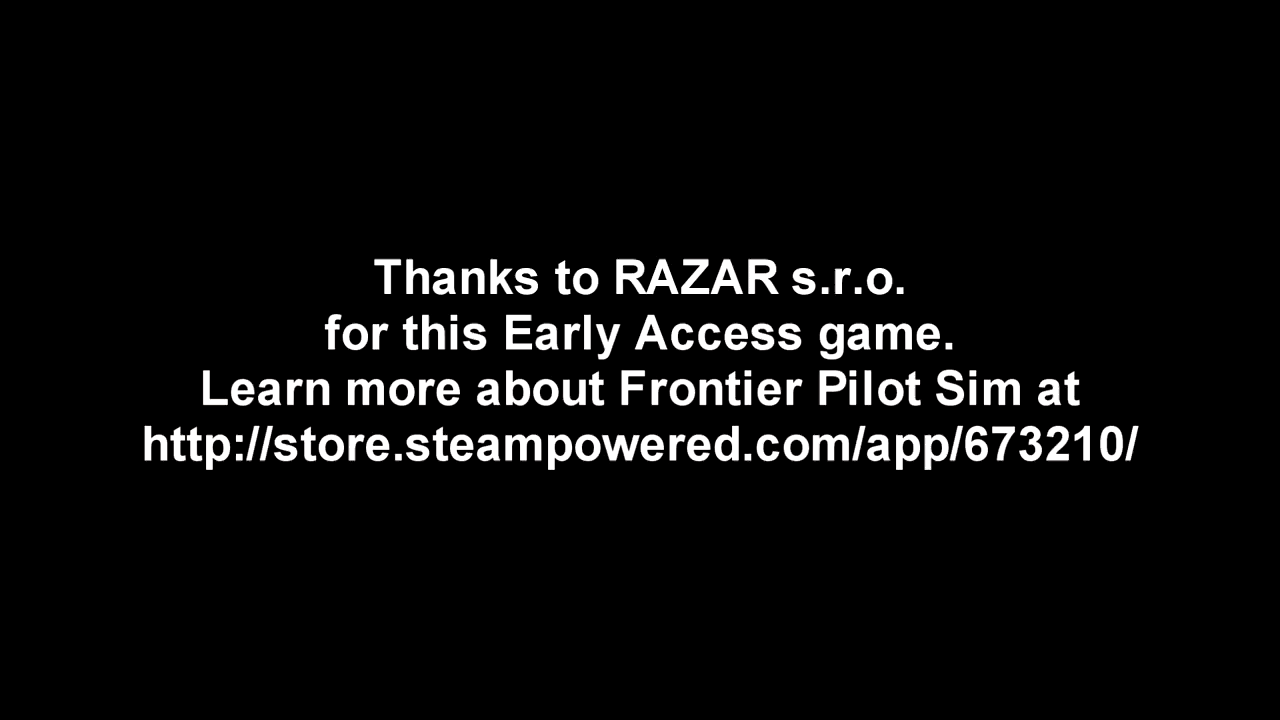 Thanks to RAZAR s.r.o.
for this Early Access game.
Learn more about Frontier Pilot Sim at
http://store.steampowered.com/app/673210/